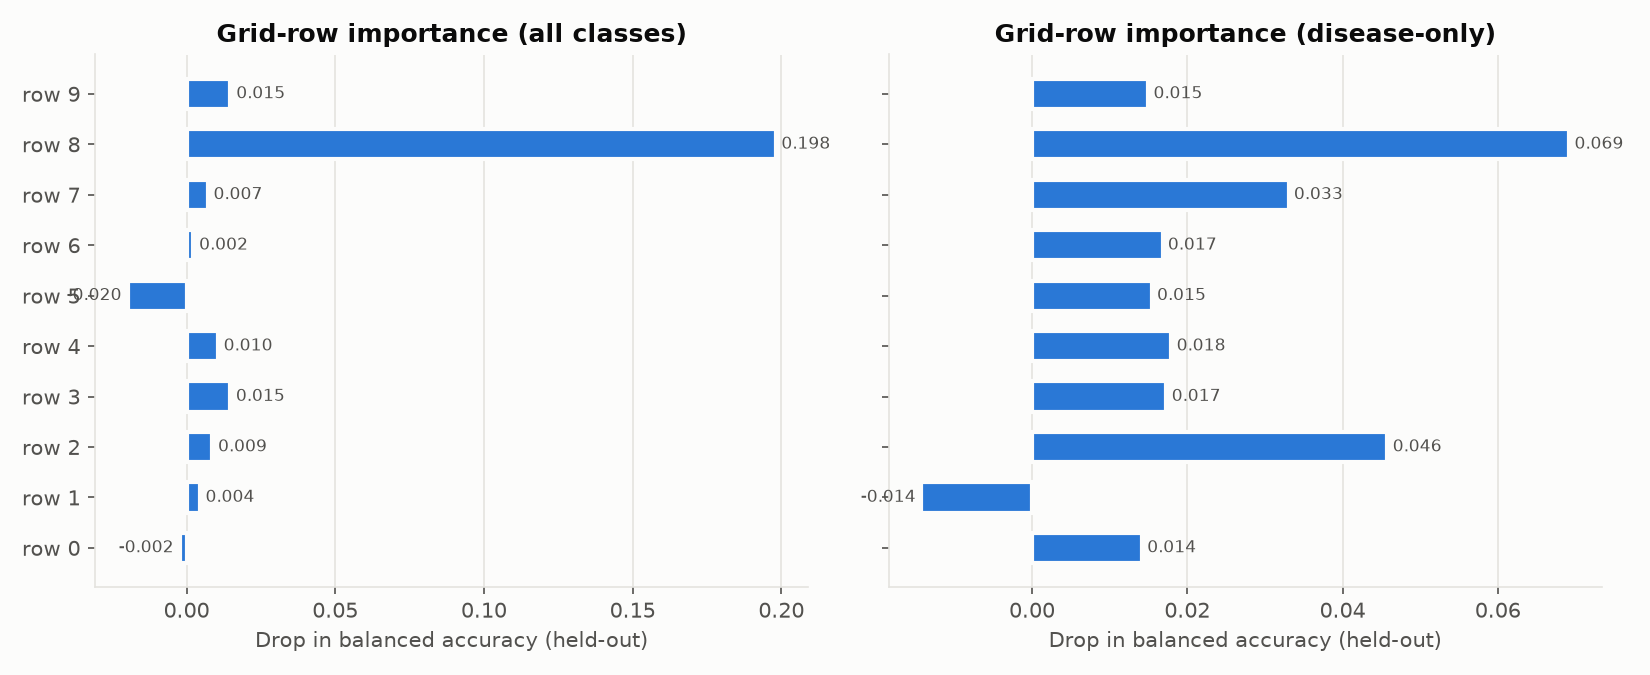 Grid-row importance (all classes)
row 9 0.015
row 8 0.198
row 7 0.007
row 6 0.002
row 5 -0.020
row 4 0.010
row 3 0.015
row 2 0.009
row 1 0.004
row 0 -0.002
0.00 0.05 0.10 0.15 0.20
Drop in balanced accuracy (held-out)
Grid-row importance (disease-only)
0.015
0.069
0.033
0.017
0.015
0.018
0.017
0.046
-0.014
0.014
0.00 0.02 0.04 0.06
Drop in balanced accuracy (held-out)